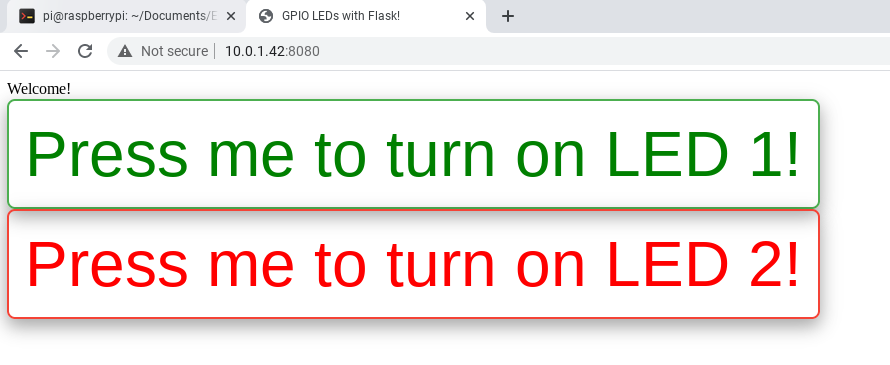 pi@raspberrypi: ~/Documents/E
GPIO LEDs with Flask!
Not secure | 10.0.1.42:8080
Welcome!
Press me to turn on LED 1!
Press me to turn on LED 2!